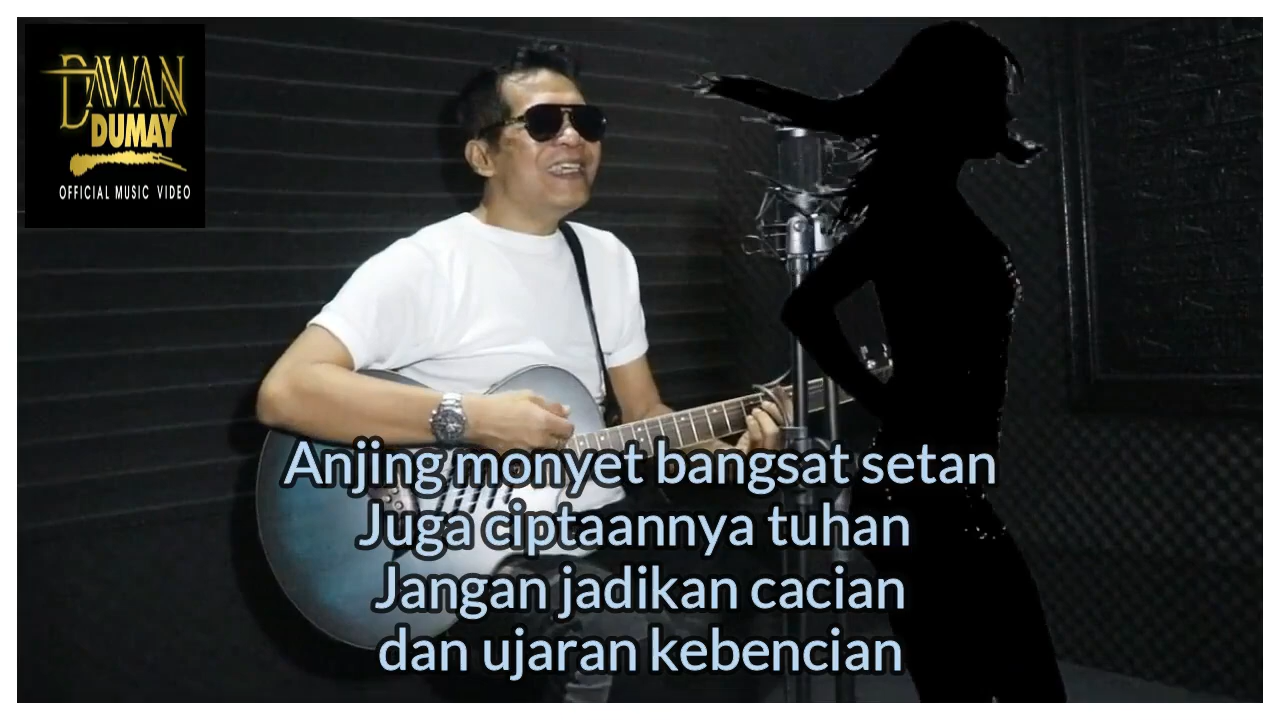 DAWAN
DUMAY
OFFICIAL MUSIC VIDEO
Anjing monyet bangsat setan
Juga ciptaannya tuhan
Jangan jadikan cacian
dan ujaran kebencian